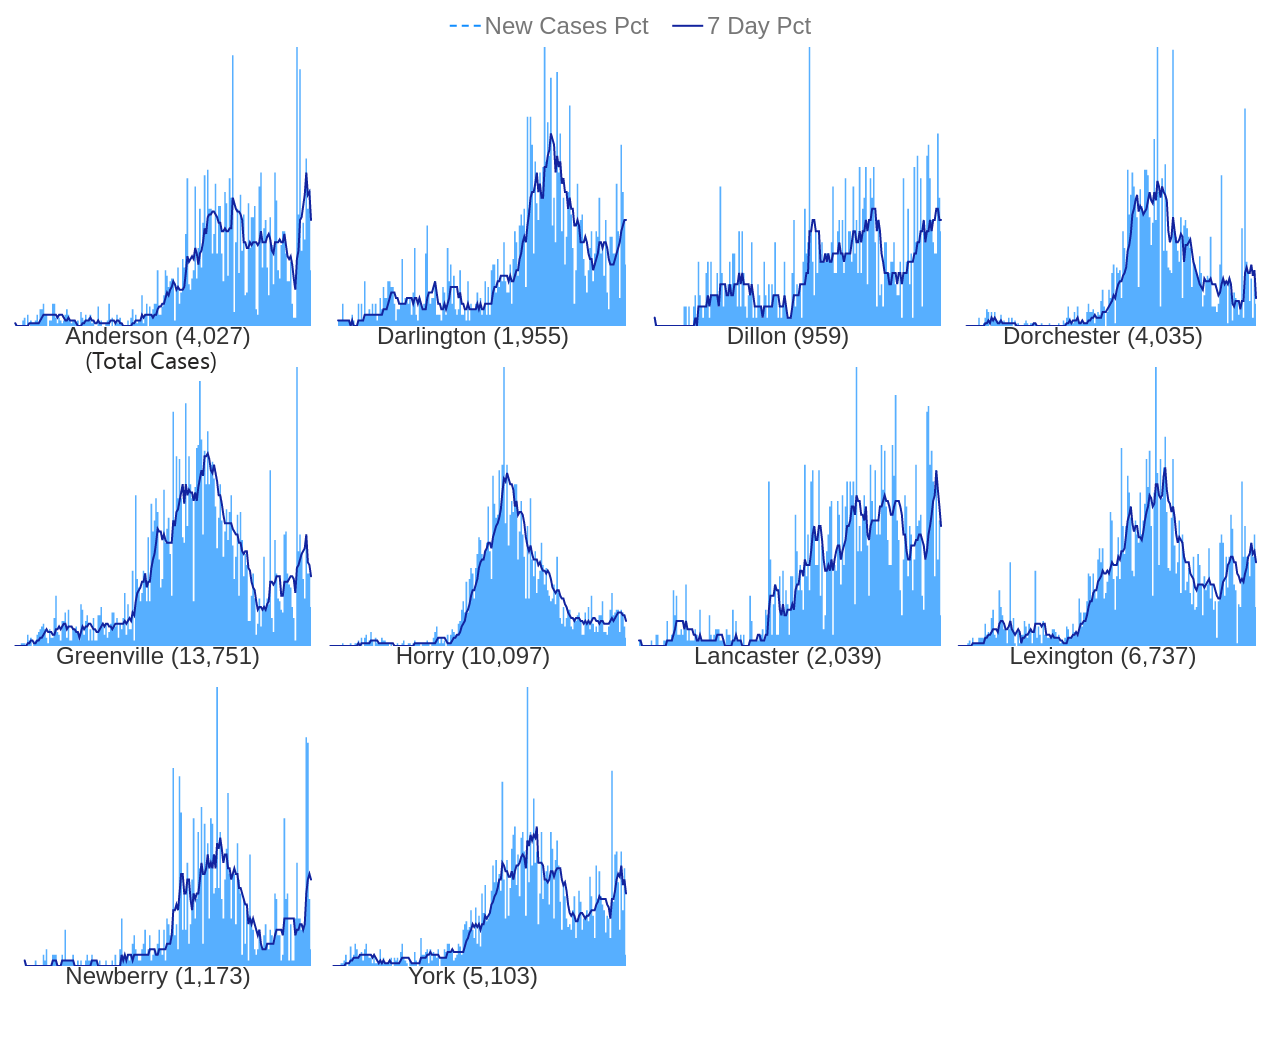 New Cases Pct 7 Day Pct
Anderson (4,027) Darlington (1,955) Dillon (959) Dorchester (4,035)
(Total Cases)
Greenville (13,751) Horry (10,097) Lancaster (2,039) Lexington (6,737)
Newberry (1,173) York (5,103)